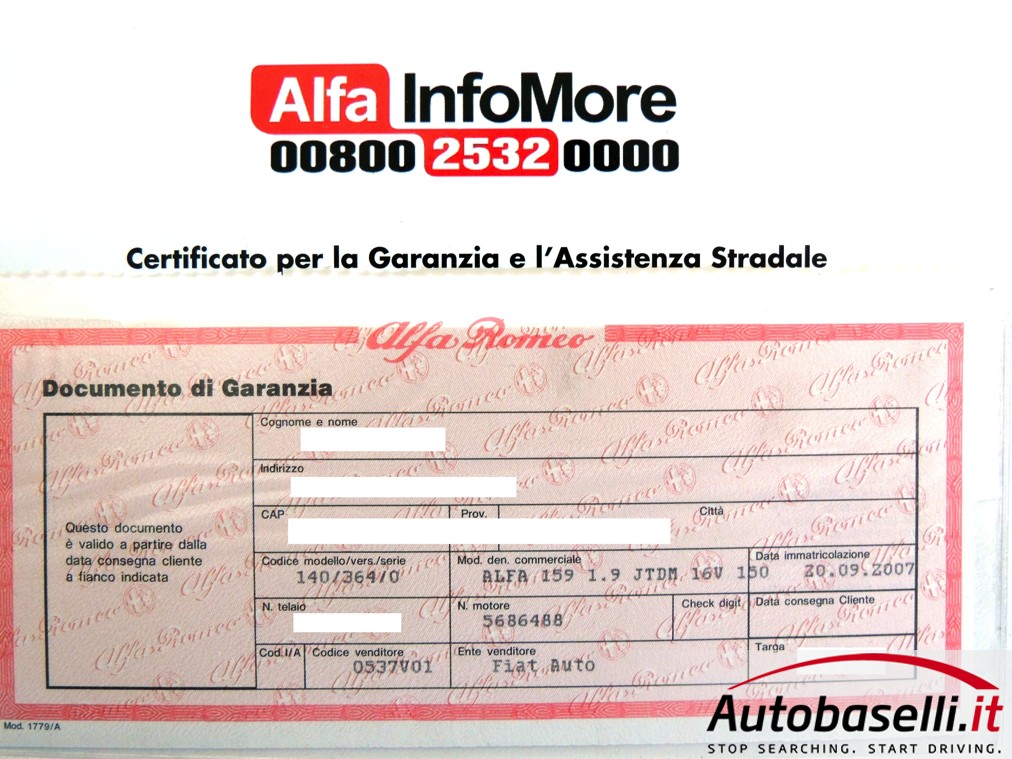 Alfa InfoMore
00800 2532 0000
Certificato per la Garanzia e l'Assistenza Stradale
Alfa Romeo
Documento di Garanzia
Cognome e nome
Indirizzo
CAP Prov. Città
Questo documento
è valido a partire dalla
data consegna cliente
a fianco indicata
Codice modello/vers./serie Mod. den. commerciale Data immatricolazione
140/364/0 ALFA 159 1.9 JTDM 16V 150 20.09.2007
N. telaio N. motore Check digit Data consegna Cliente
5686488
Cod.I/A Codice venditore Ente venditore Targa
0537V01 Fiat Auto
Mod. 1779/A
Autobaselli.it
STOP SEARCHING. START DRIVING.